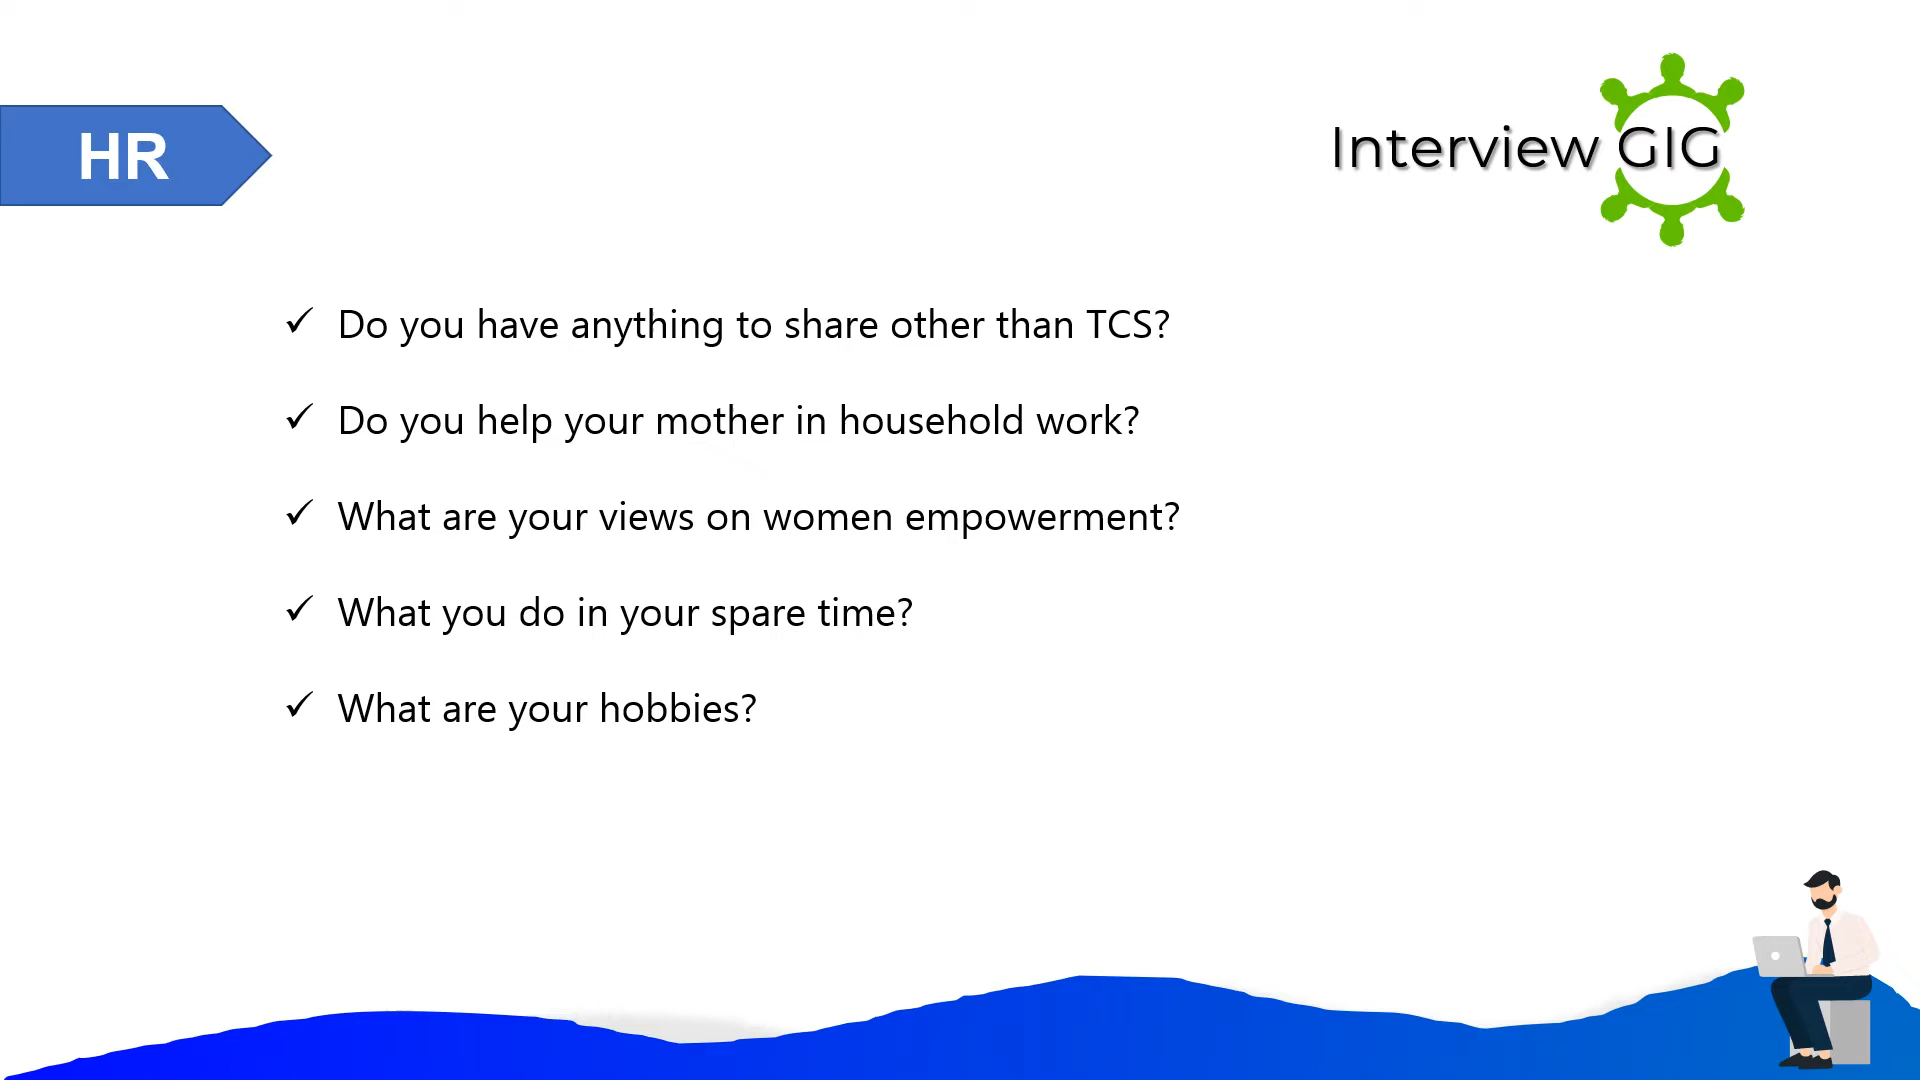 HR
Interview GIG
✓ Do you have anything to share other than TCS?
✓ Do you help your mother in household work?
✓ What are your views on women empowerment?
✓ What you do in your spare time?
✓ What are your hobbies?